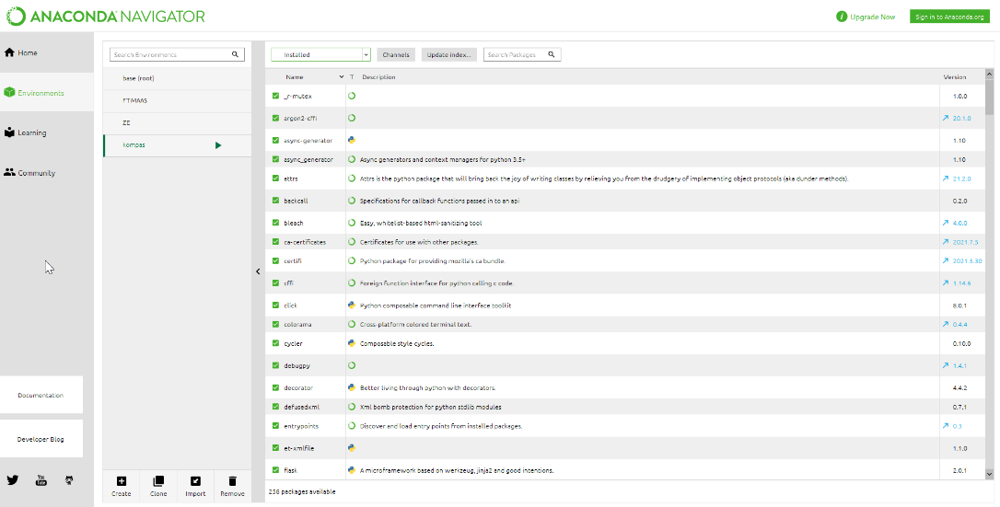 ANACONDA NAVIGATOR
i Upgrade Now
Sign in to Anaconda.org
Home
Environments
Learning
Community
Documentation
Developer Blog
You Tube
Search Environments
base (root)
FTMAAS
ZE
kompas
Create
Clone
Import
Remove
Installed
Channels
Update index...
Search Packages
Name T Description Version
_r-mutex 1.0.0
argon2-cffi 20.1.0
async-generator 1.10
async_generator Async generators and context managers for python 3.5+ 1.10
attrs Attrs is the python package that will bring back the joy of writing classes by relieving you from the drudgery of implementing object protocols (aka dunder methods). 21.2.0
backcall Specifications for callback functions passed in to an api 0.2.0
bleach Easy, whitelist-based html-sanitizing tool 4.0.0
ca-certificates Certificates for use with other packages. 2021.7.5
certifi Python package for providing mozilla's ca bundle. 2021.5.30
cffi Foreign function interface for python calling c code. 1.14.6
click Python composable command line interface toolkit 8.0.1
colorama Cross-platform colored terminal text. 0.4.4
cycler Composable style cycles. 0.10.0
debugpy 1.4.1
decorator Better living through python with decorators. 4.4.2
defusedxml Xml bomb protection for python stdlib modules 0.7.1
entrypoints Discover and load entry points from installed packages. 0.3
et-xmlfile 1.1.0
flask A microframework based on werkzeug, jinja2 and good intentions. 2.0.1
258 packages available